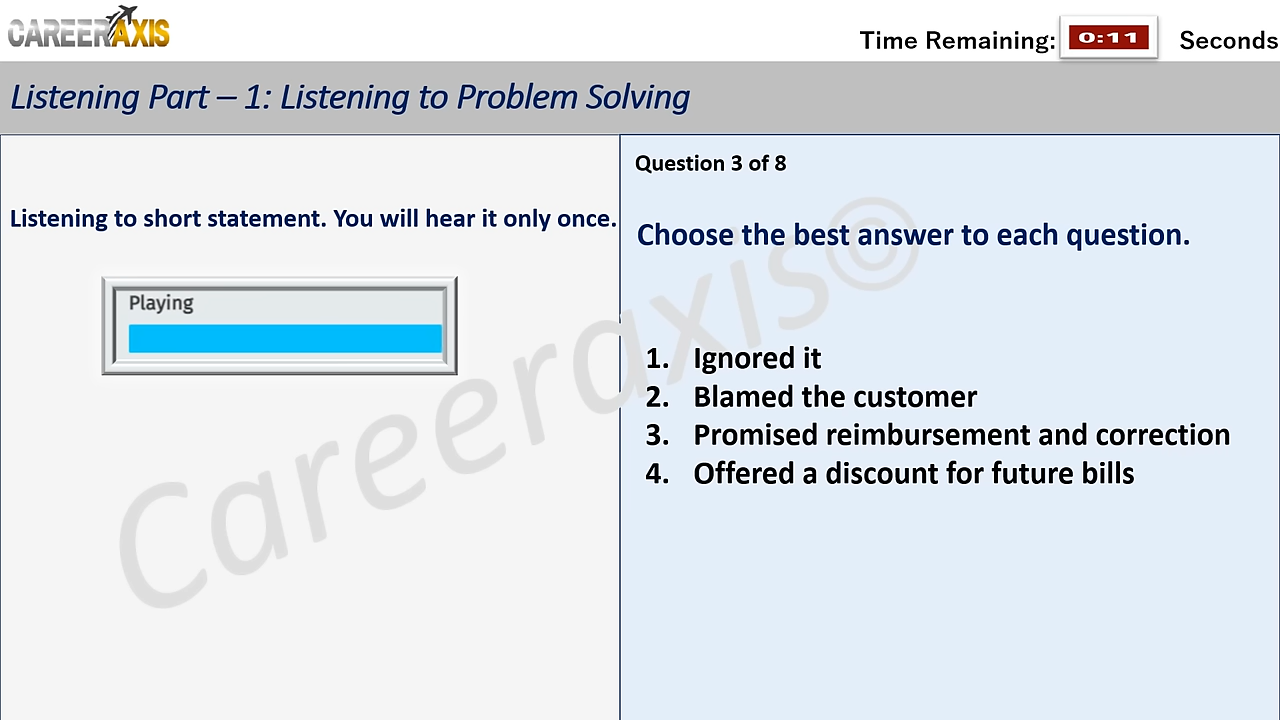 CAREERAXIS
Time Remaining: 0:11 Seconds
Listening Part – 1: Listening to Problem Solving
Listening to short statement. You will hear it only once.
Playing
Question 3 of 8
Choose the best answer to each question.
1. Ignored it
2. Blamed the customer
3. Promised reimbursement and correction
4. Offered a discount for future bills
Careeraxis©